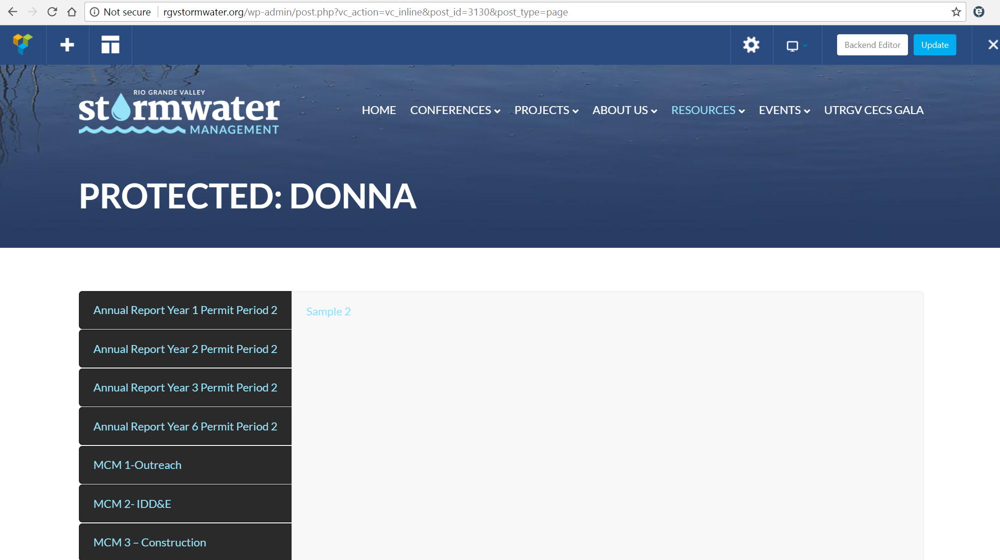 Not secure rgvstormwater.org/wp-admin/post.php?vc_action=vc_inline&post_id=3130&post_type=page
Backend Editor Update
RIO GRANDE VALLEY
stormwater
MANAGEMENT
HOME CONFERENCES PROJECTS ABOUT US RESOURCES EVENTS UTRGV CECS GALA
PROTECTED: DONNA
Annual Report Year 1 Permit Period 2
Sample 2
Annual Report Year 2 Permit Period 2
Annual Report Year 3 Permit Period 2
Annual Report Year 6 Permit Period 2
MCM 1-Outreach
MCM 2- IDD&E
MCM 3 – Construction